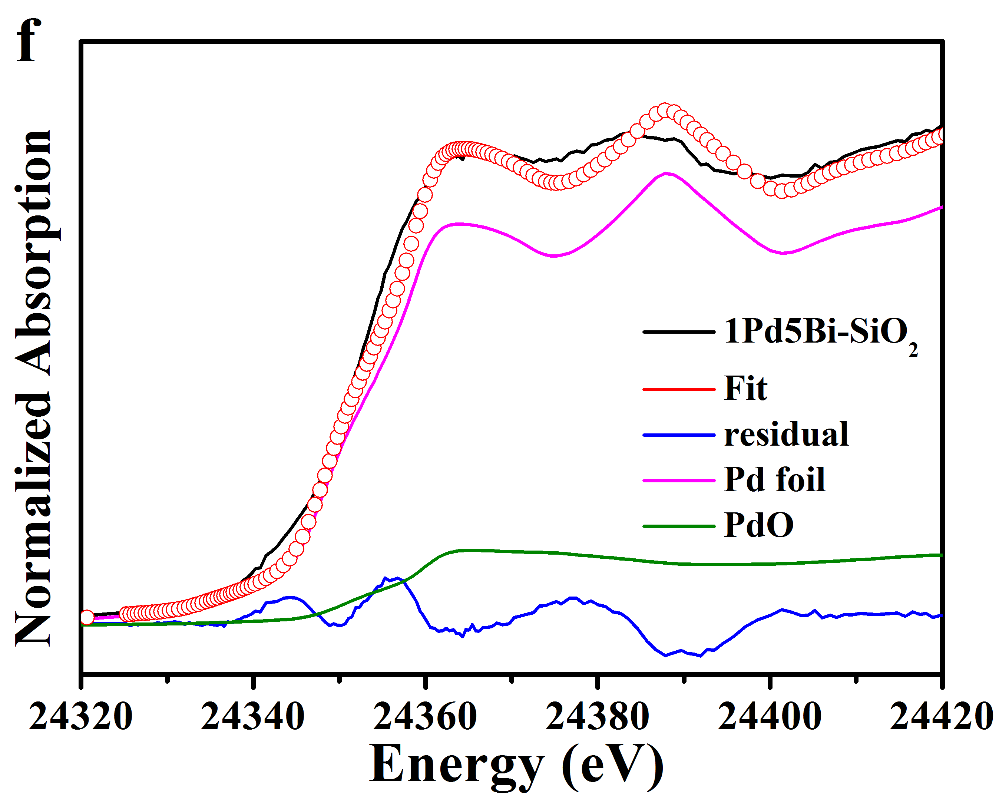 f
Normalized Absorption
1Pd5Bi-SiO₂
Fit
residual
Pd foil
PdO
24320 24340 24360 24380 24400 24420
Energy (eV)